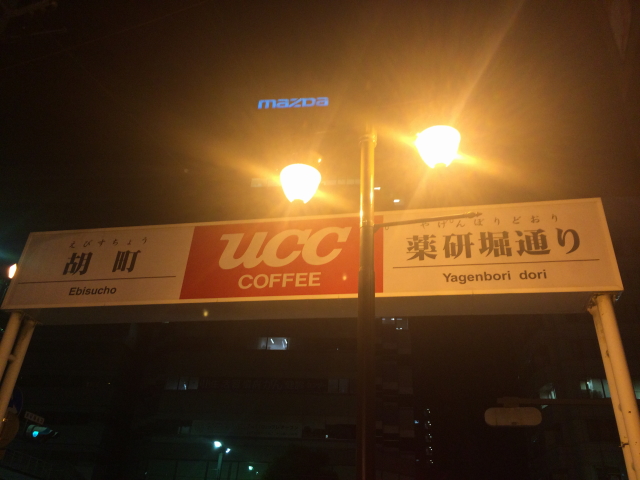 mazda
えびすちょう
胡町
Ebisucho
UCC
COFFEE
やげんぼりどおり
薬研堀通り
Yagenbori dori